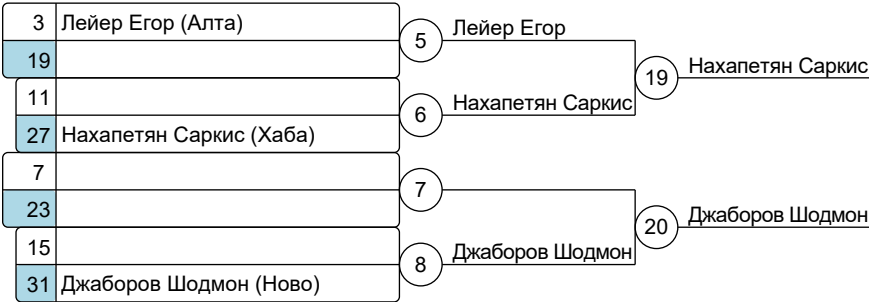 3 Лейер Егор (Алта)
5 Лейер Егор
19
19 Нахапетян Саркис
11
6 Нахапетян Саркис
27 Нахапетян Саркис (Хаба)
7
7
23
20 Джаборов Шодмон
15
8 Джаборов Шодмон
31 Джаборов Шодмон (Ново)